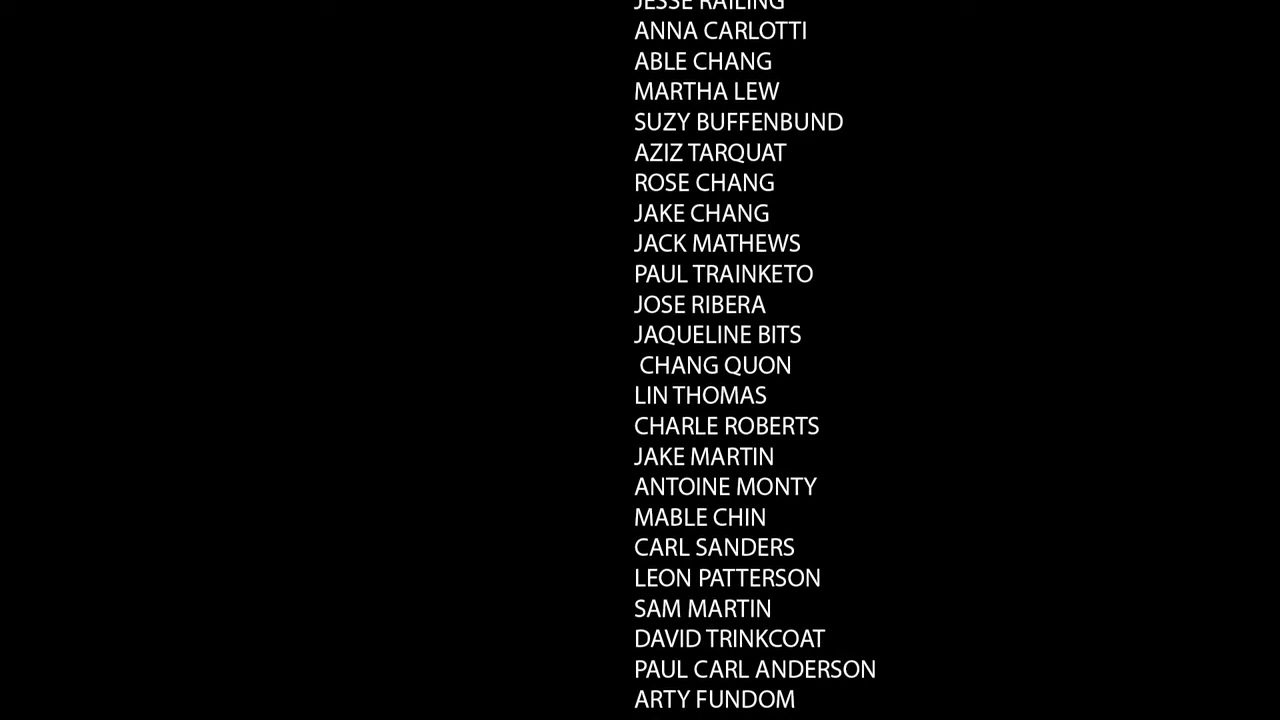 JESSE RAILING
ANNA CARLOTTI
ABLE CHANG
MARTHA LEW
SUZY BUFFENBUND
AZIZ TARQUAT
ROSE CHANG
JAKE CHANG
JACK MATHEWS
PAUL TRAINKETO
JOSE RIBERA
JAQUELINE BITS
CHANG QUON
LIN THOMAS
CHARLE ROBERTS
JAKE MARTIN
ANTOINE MONTY
MABLE CHIN
CARL SANDERS
LEON PATTERSON
SAM MARTIN
DAVID TRINKCOAT
PAUL CARL ANDERSON
ARTY FUNDOM